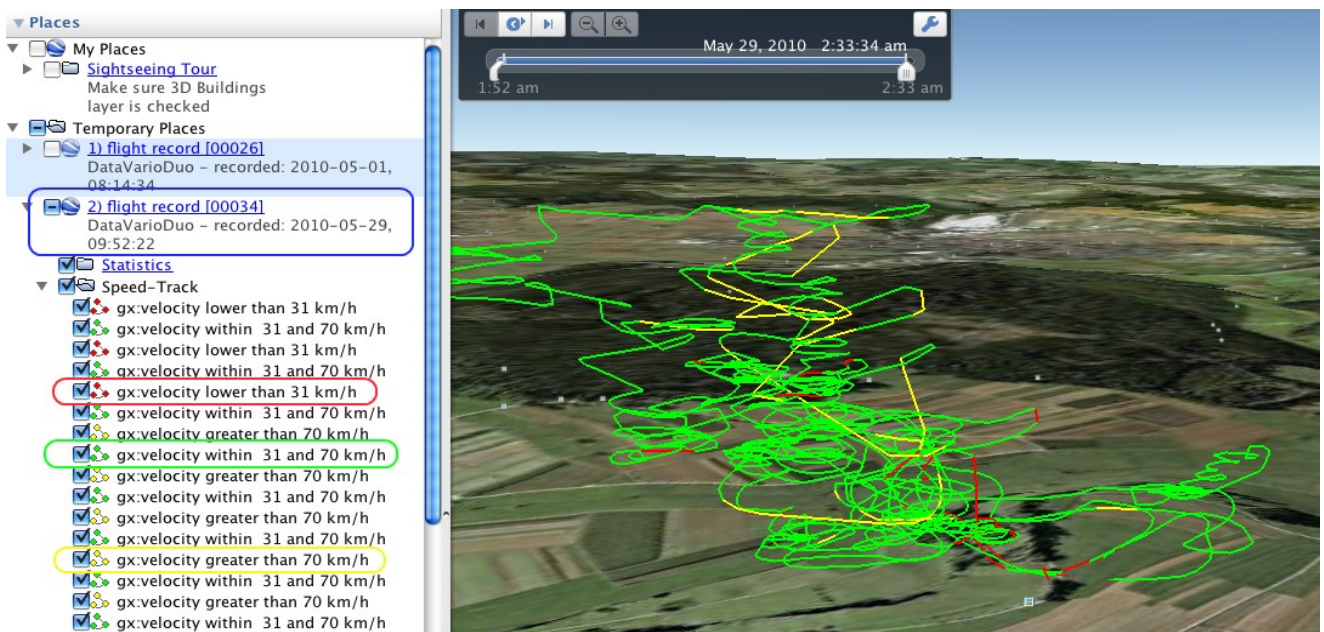 Places
My Places
Sightseeing Tour
Make sure 3D Buildings
layer is checked
Temporary Places
1) flight record [00026]
DataVarioDuo – recorded: 2010-05-01,
08:14:34
2) flight record [00034]
DataVarioDuo – recorded: 2010-05-29,
09:52:22
Statistics
Speed-Track
gx:velocity lower than 31 km/h
gx:velocity within 31 and 70 km/h
gx:velocity lower than 31 km/h
gx:velocity within 31 and 70 km/h
gx:velocity lower than 31 km/h
gx:velocity within 31 and 70 km/h
gx:velocity greater than 70 km/h
gx:velocity within 31 and 70 km/h
gx:velocity greater than 70 km/h
gx:velocity within 31 and 70 km/h
gx:velocity greater than 70 km/h
gx:velocity within 31 and 70 km/h
gx:velocity greater than 70 km/h
gx:velocity within 31 and 70 km/h
gx:velocity greater than 70 km/h
gx:velocity within 31 and 70 km/h
May 29, 2010 2:33:34 am
1:52 am 2:33 am